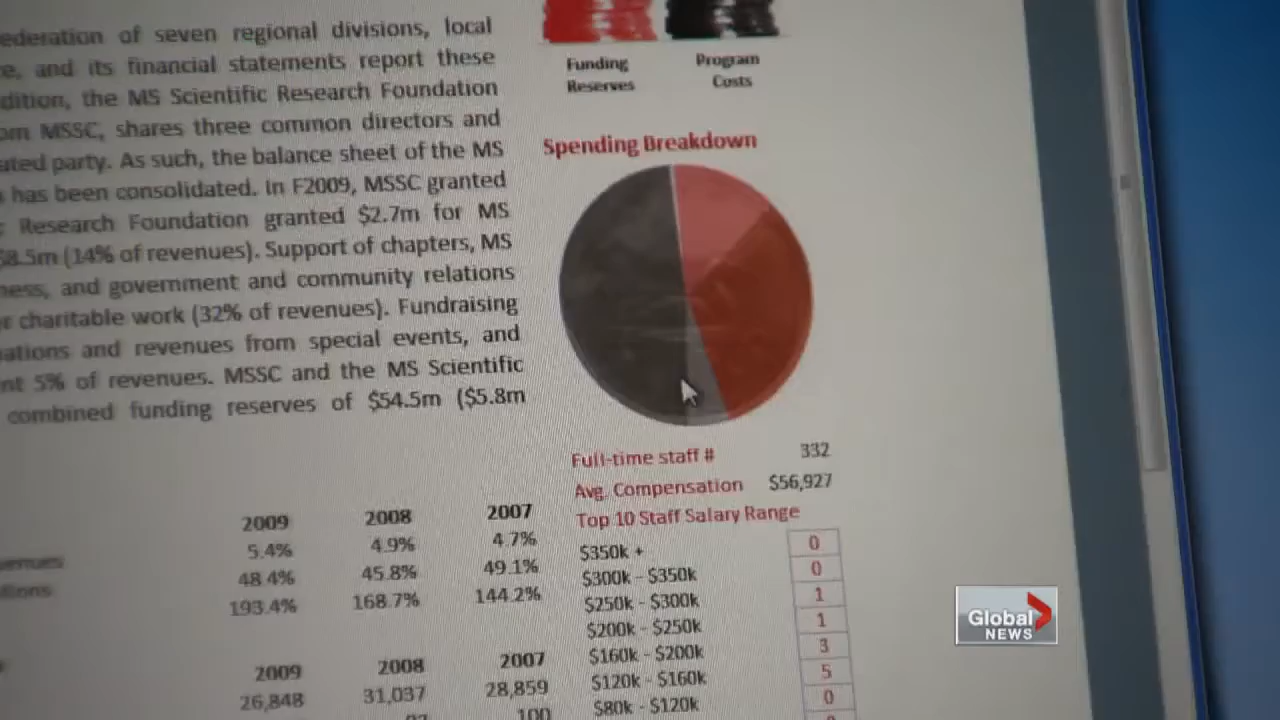 ederation of seven regional divisions, local
e, and its financial statements report these
dition, the MS Scientific Research Foundation
om MSSC, shares three common directors and
ated party. As such, the balance sheet of the MS
has been consolidated. In F2009, MSSC granted
Research Foundation granted $2.7m for MS
$8.5m (14% of revenues). Support of chapters, MS
ness, and government and community relations
r charitable work (32% of revenues). Fundraising
ations and revenues from special events, and
nt 5% of revenues. MSSC and the MS Scientific
combined funding reserves of $54.5m ($5.8m
Funding Reserves
Program Costs
Spending Breakdown
Full-time staff # 332
Avg. Compensation $56,927
Top 10 Staff Salary Range
$350k + 0
$300k - $350k 0
$250k - $300k 1
$200k - $250k 1
$160k - $200k 3
$120k - $160k 5
$80k - $120k 0
2009 2008 2007
5.4% 4.9% 4.7%
48.4% 45.8% 49.1%
193.4% 168.7% 144.2%
2009 2008 2007
26,848 31,037 28,859
100
Global
NEWS